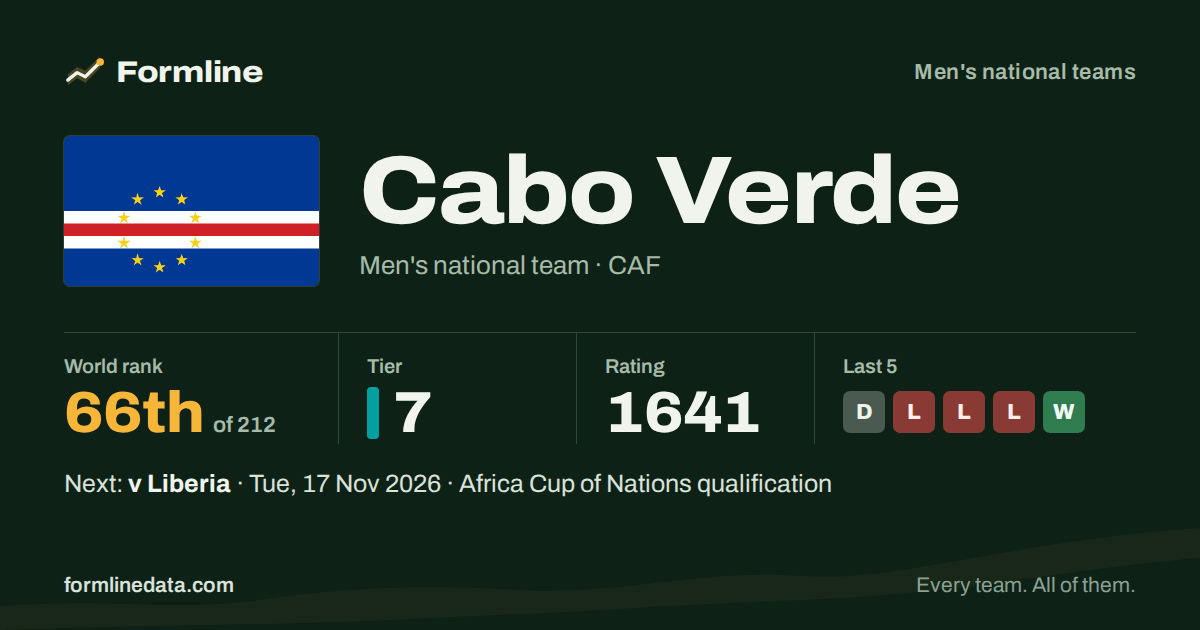 Formline
Men's national teams
Cabo Verde
Men's national team · CAF
World rank
66th of 212
Tier
7
Rating
1641
Last 5
D L L L W
Next: v Liberia · Tue, 17 Nov 2026 · Africa Cup of Nations qualification
formlinedata.com
Every team. All of them.